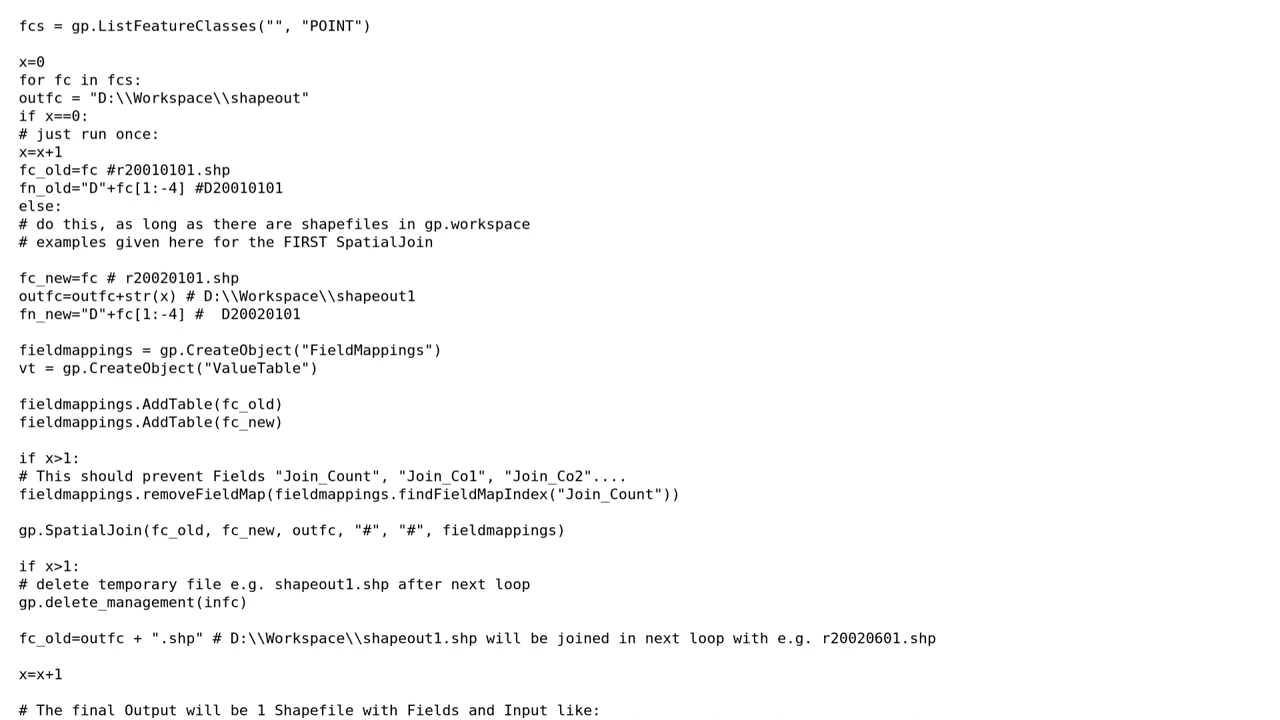 fcs = gp.ListFeatureClasses("", "POINT")
x=0
for fc in fcs:
outfc = "D:\\Workspace\\shapeout"
if x==0:
# just run once:
x=x+1
fc_old=fc #r20010101.shp
fn_old="D"+fc[1:-4] #D20010101
else:
# do this, as long as there are shapefiles in gp.workspace
# examples given here for the FIRST SpatialJoin
fc_new=fc # r20020101.shp
outfc=outfc+str(x) # D:\\Workspace\\shapeout1
fn_new="D"+fc[1:-4] #  D20020101
fieldmappings = gp.CreateObject("FieldMappings")
vt = gp.CreateObject("ValueTable")
fieldmappings.AddTable(fc_old)
fieldmappings.AddTable(fc_new)
if x>1:
# This should prevent Fields "Join_Count", "Join_Co1", "Join_Co2"....
fieldmappings.removeFieldMap(fieldmappings.findFieldMapIndex("Join_Count"))
gp.SpatialJoin(fc_old, fc_new, outfc, "#", "#", fieldmappings)
if x>1:
# delete temporary file e.g. shapeout1.shp after next loop
gp.delete_management(infc)
fc_old=outfc + ".shp" # D:\\Workspace\\shapeout1.shp will be joined in next loop with e.g. r20020601.shp
x=x+1
# The final Output will be 1 Shapefile with Fields and Input like: